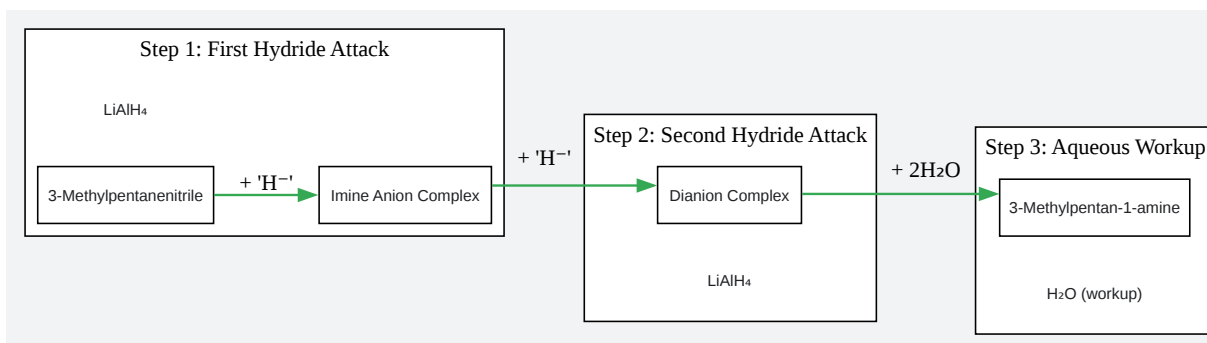 Step 1: First Hydride Attack
LiAlH₄
3-Methylpentanenitrile
+ 'H⁻'
Imine Anion Complex
+ 'H⁻'
Step 2: Second Hydride Attack
Dianion Complex
LiAlH₄
+ 2H₂O
Step 3: Aqueous Workup
3-Methylpentan-1-amine
H₂O (workup)